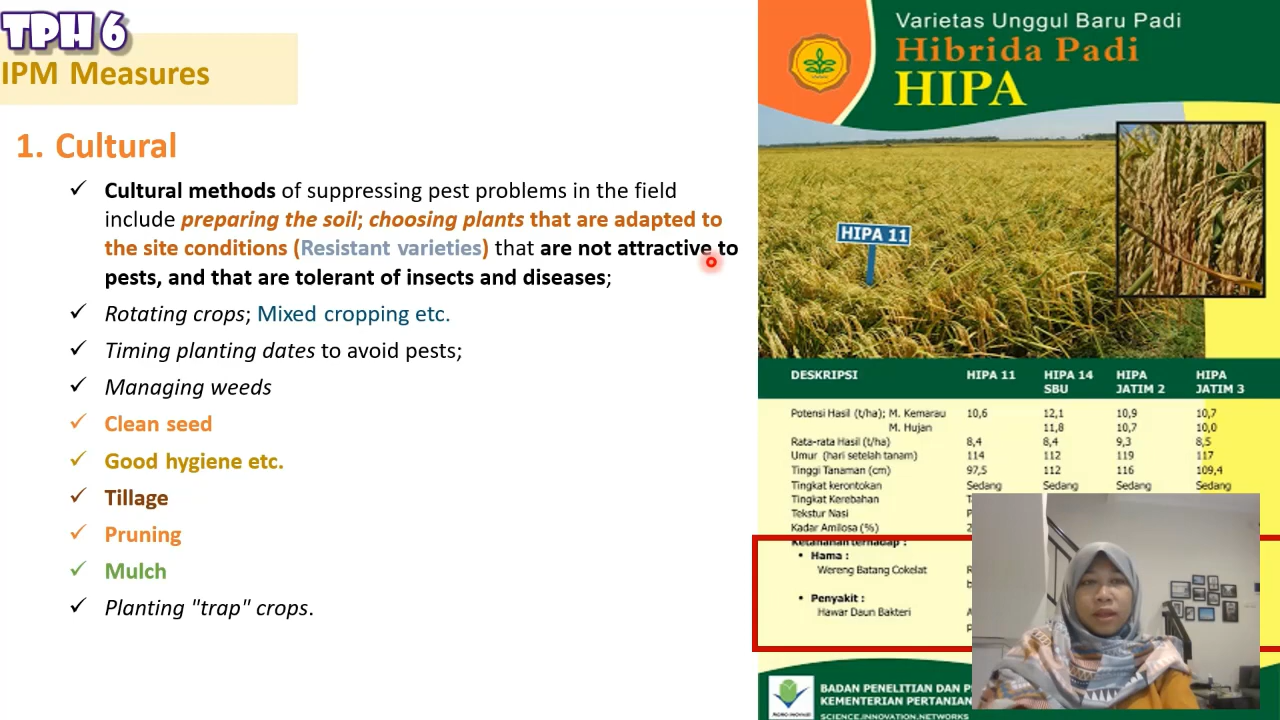 TPH 6
IPM Measures
1. Cultural
Cultural methods of suppressing pest problems in the field
include preparing the soil; choosing plants that are adapted to
the site conditions (Resistant varieties) that are not attractive to
pests, and that are tolerant of insects and diseases;
Rotating crops; Mixed cropping etc.
Timing planting dates to avoid pests;
Managing weeds
Clean seed
Good hygiene etc.
Tillage
Pruning
Mulch
Planting "trap" crops.
Varietas Unggul Baru Padi
Hibrida Padi
HIPA
HIPA 11
DESKRIPSI HIPA 11 HIPA 14 SBU HIPA JATIM 2 HIPA JATIM 3
Potensi Hasil (t/ha); M. Kemarau 10,6 12,1 10,9 10,7
M. Hujan 11,8 10,7 10,0
Rata-rata Hasil (t/ha) 8,4 8,4 9,3 8,5
Umur (hari setelah tanam) 114 112 119 117
Tinggi Tanaman (cm) 97,5 112 116 109,4
Tingkat kerontokan Sedang Sedang Sedang Sedang
Tingkat Kerebahan
Tekstur Nasi
Kadar Amilosa (%)
Ketahanan terhadap :
Hama :
Wereng Batang Cokelat
Penyakit :
Hawar Daun Bakteri
BADAN PENELITIAN DAN
KEMENTERIAN PERTANIAN
SCIENCE.INNOVATION.NETWORKS